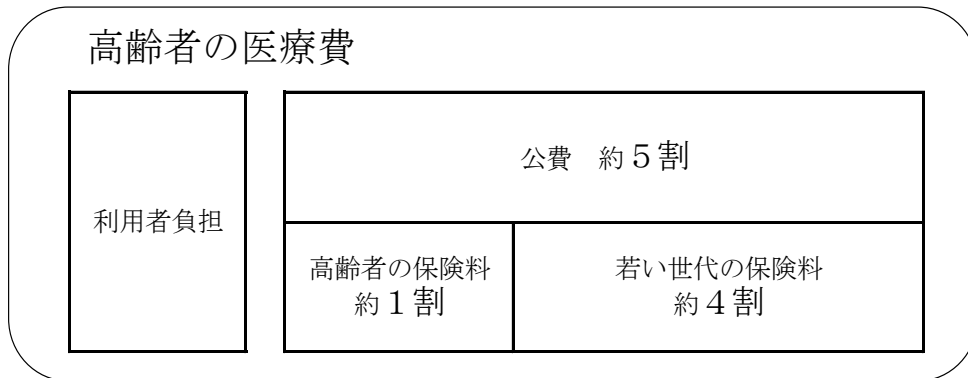 高齢者の医療費
利用者負担
公費　約５割
高齢者の保険料
約１割
若い世代の保険料
約４割